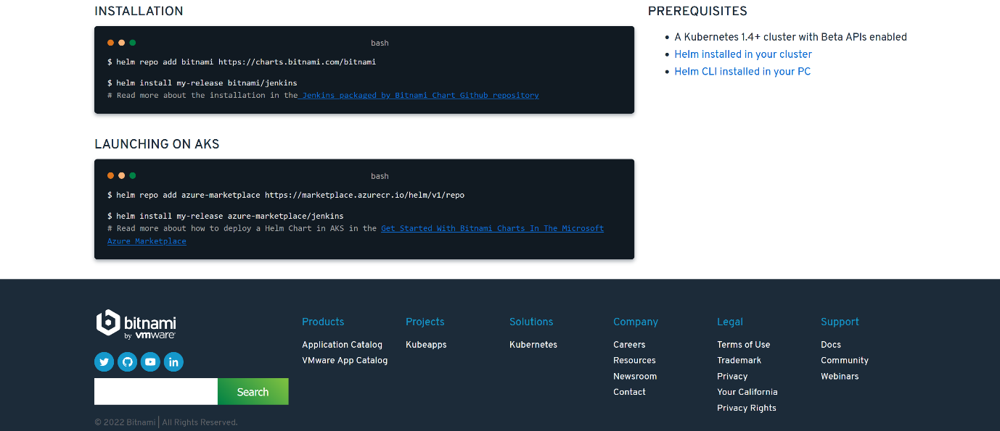 INSTALLATION
bash
$ helm repo add bitnami https://charts.bitnami.com/bitnami
$ helm install my-release bitnami/jenkins
# Read more about the installation in the Jenkins packaged by Bitnami Chart Github repository
PREREQUISITES
A Kubernetes 1.4+ cluster with Beta APIs enabled
Helm installed in your cluster
Helm CLI installed in your PC
LAUNCHING ON AKS
bash
$ helm repo add azure-marketplace https://marketplace.azurecr.io/helm/v1/repo
$ helm install my-release azure-marketplace/jenkins
# Read more about how to deploy a Helm Chart in AKS in the Get Started With Bitnami Charts In The Microsoft
Azure Marketplace
bitnami
by vmware
in
Search
© 2022 Bitnami | All Rights Reserved.
Products
Application Catalog
VMware App Catalog
Projects
Kubeapps
Solutions
Kubernetes
Company
Careers
Resources
Newsroom
Contact
Legal
Terms of Use
Trademark
Privacy
Your California
Privacy Rights
Support
Docs
Community
Webinars